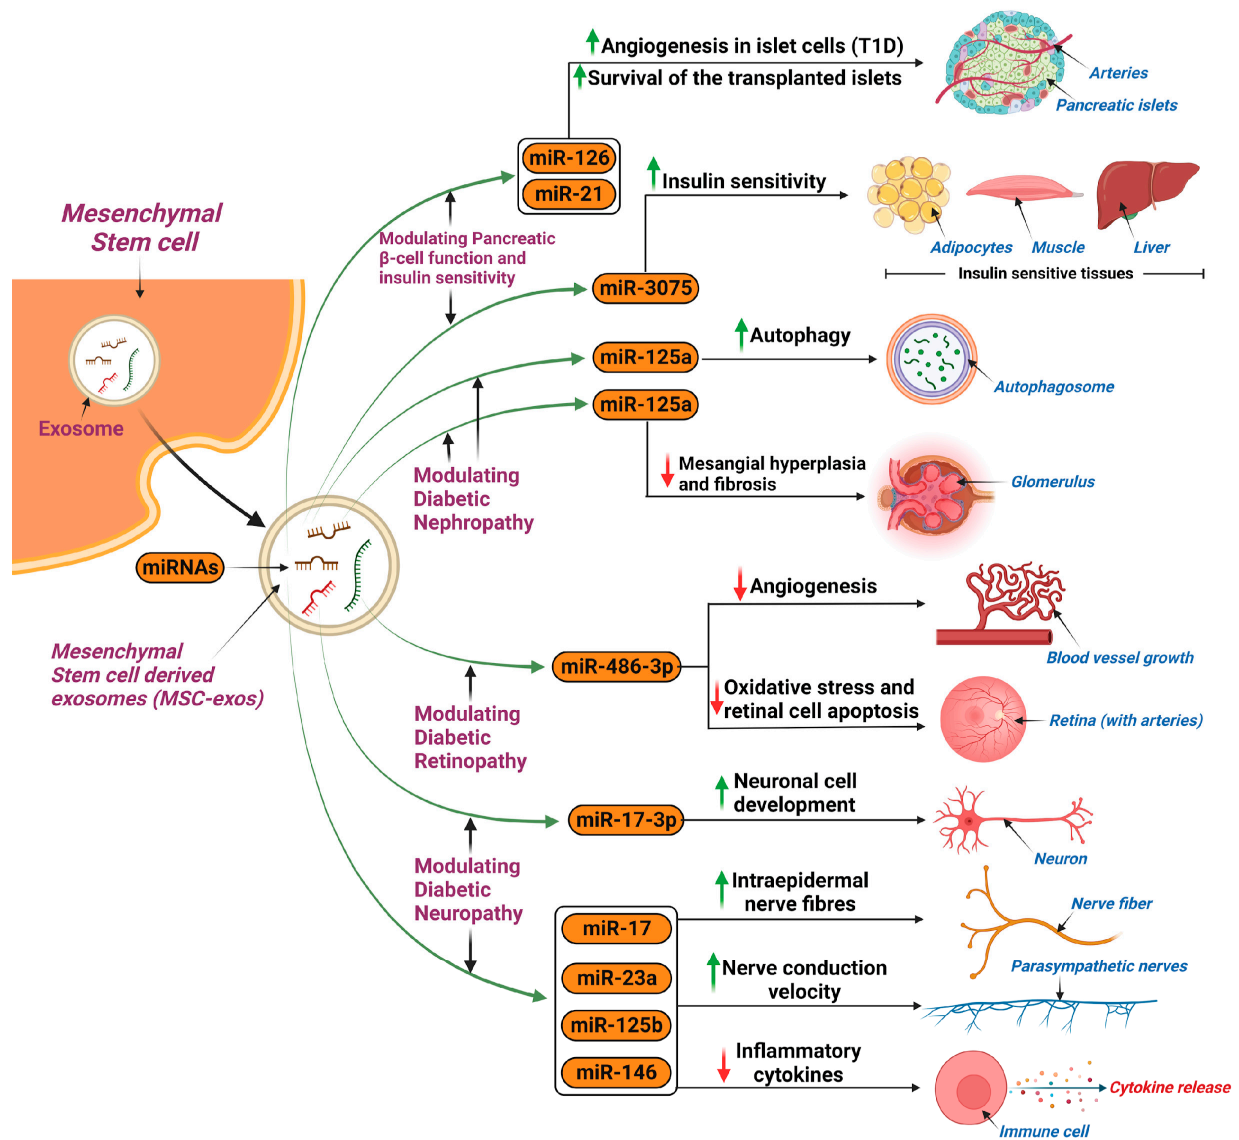 Angiogenesis in islet cells (T1D)
Survival of the transplanted islets
Arteries
Pancreatic islets
miR-126
miR-21
Insulin sensitivity
Adipocytes
Muscle
Liver
Insulin sensitive tissues
Mesenchymal
Stem cell
Modulating Pancreatic
β-cell function and
insulin sensitivity
miR-3075
miR-125a
Autophagy
Autophagosome
miR-125a
Exosome
Modulating
Diabetic
Nephropathy
Mesangial hyperplasia
and fibrosis
Glomerulus
miRNAs
Mesenchymal
Stem cell derived
exosomes (MSC-exos)
Angiogenesis
Blood vessel growth
miR-486-3p
Oxidative stress and
retinal cell apoptosis
Retina (with arteries)
Modulating
Diabetic
Retinopathy
miR-17-3p
Neuronal cell
development
Neuron
Modulating
Diabetic
Neuropathy
Intraepidermal
nerve fibres
Nerve fiber
miR-17
miR-23a
miR-125b
miR-146
Nerve conduction
velocity
Parasympathetic nerves
Inflammatory
cytokines
Cytokine release
Immune cell